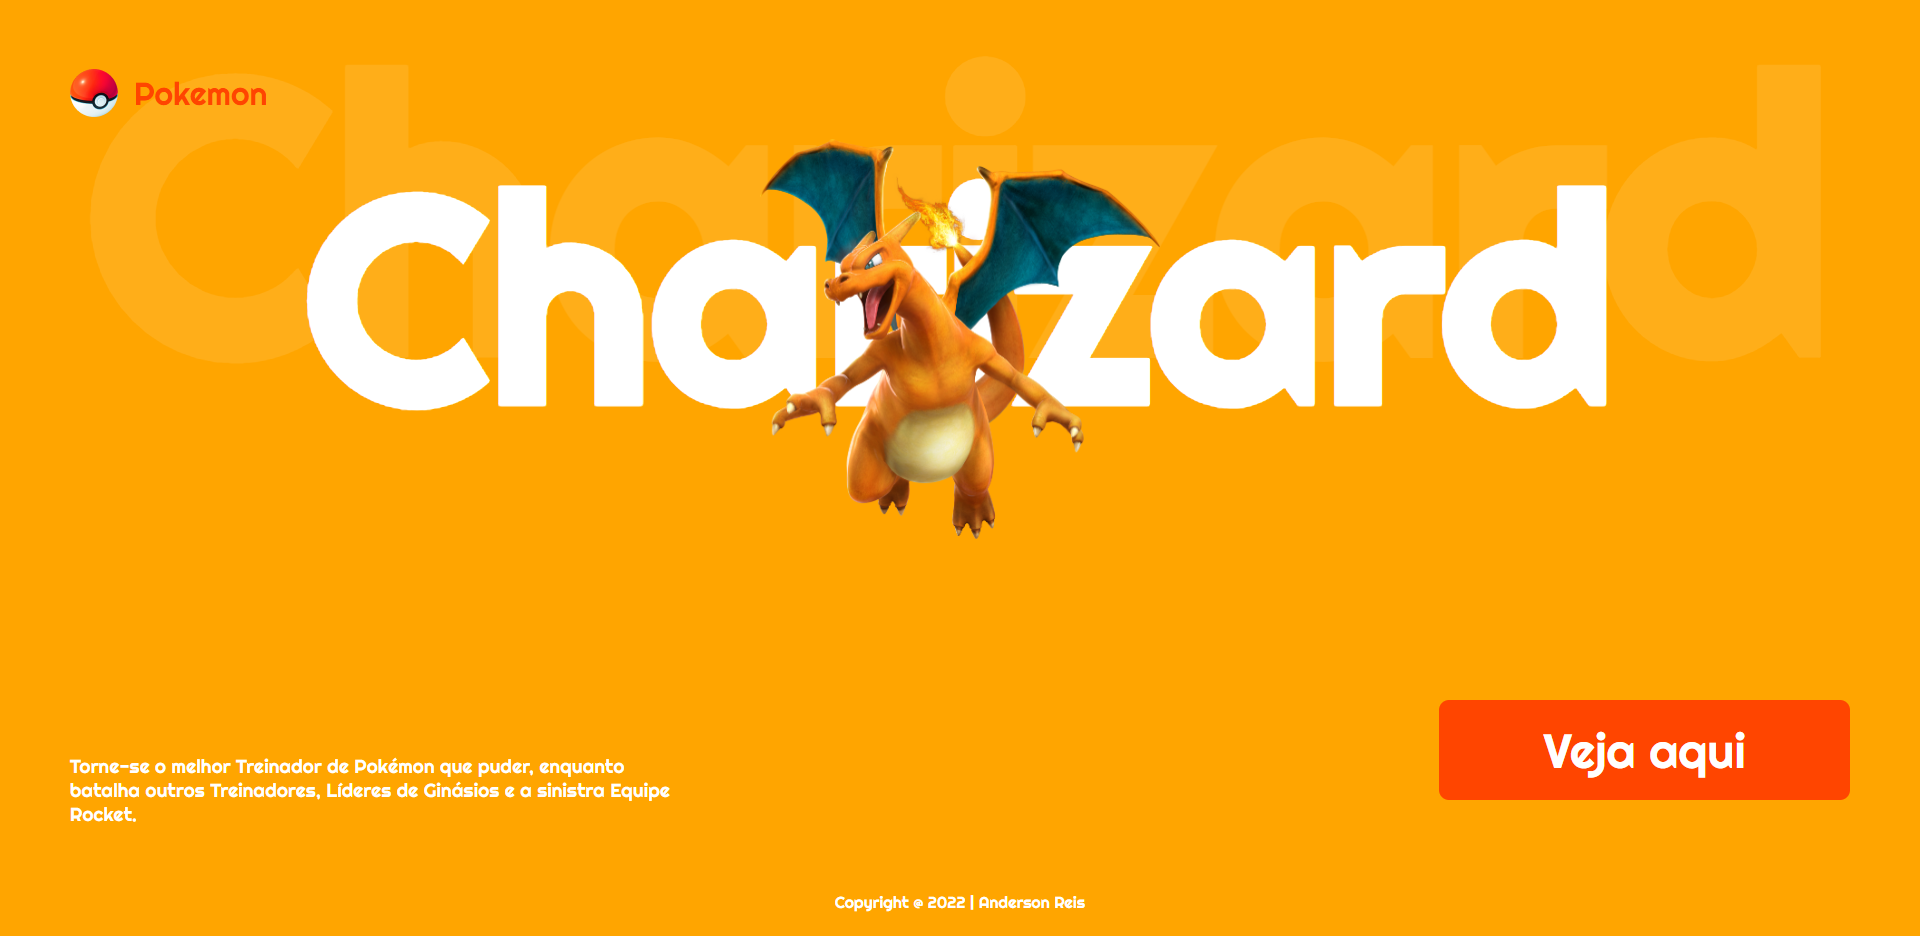 Pokemon
Charizard
Charizard
Torne-se o melhor Treinador de Pokémon que puder, enquanto
batalha outros Treinadores, Líderes de Ginásios e a sinistra Equipe
Rocket.
Veja aqui
Copyright @ 2022 | Anderson Reis